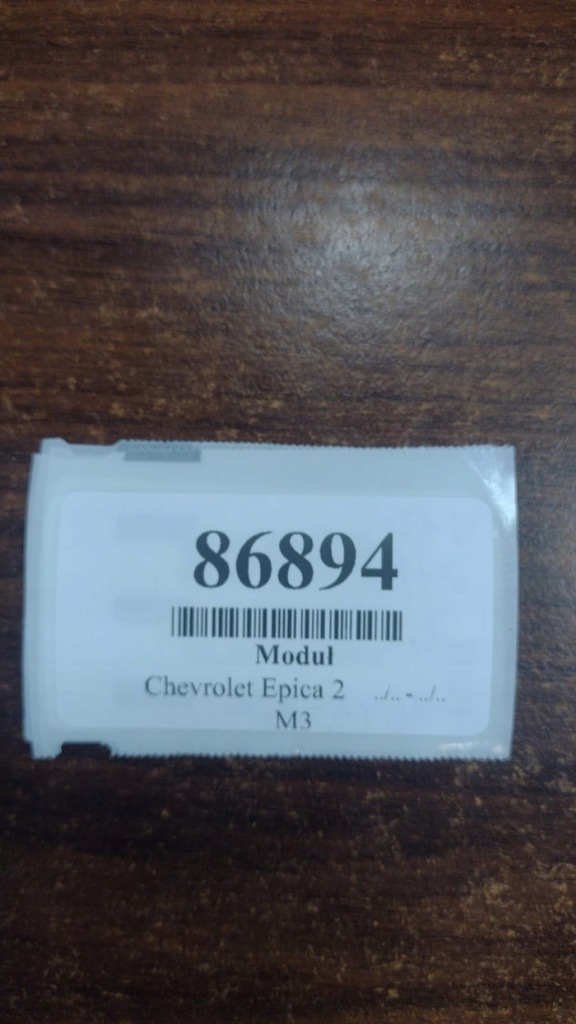 86894
Moduł
Chevrolet Epica 2 ../.. - ../..
M3